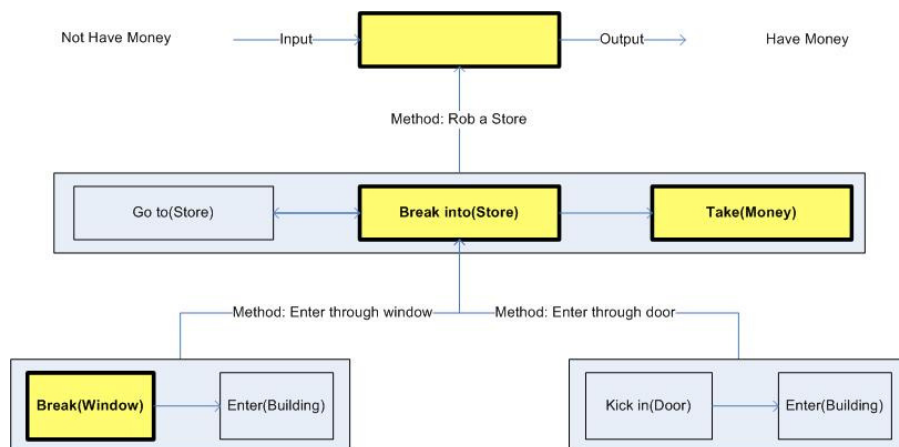 Not Have Money
Input
Output
Have Money
Method: Rob a Store
Go to(Store)
Break into(Store)
Take(Money)
Method: Enter through window
Method: Enter through door
Break(Window)
Enter(Building)
Kick in(Door)
Enter(Building)